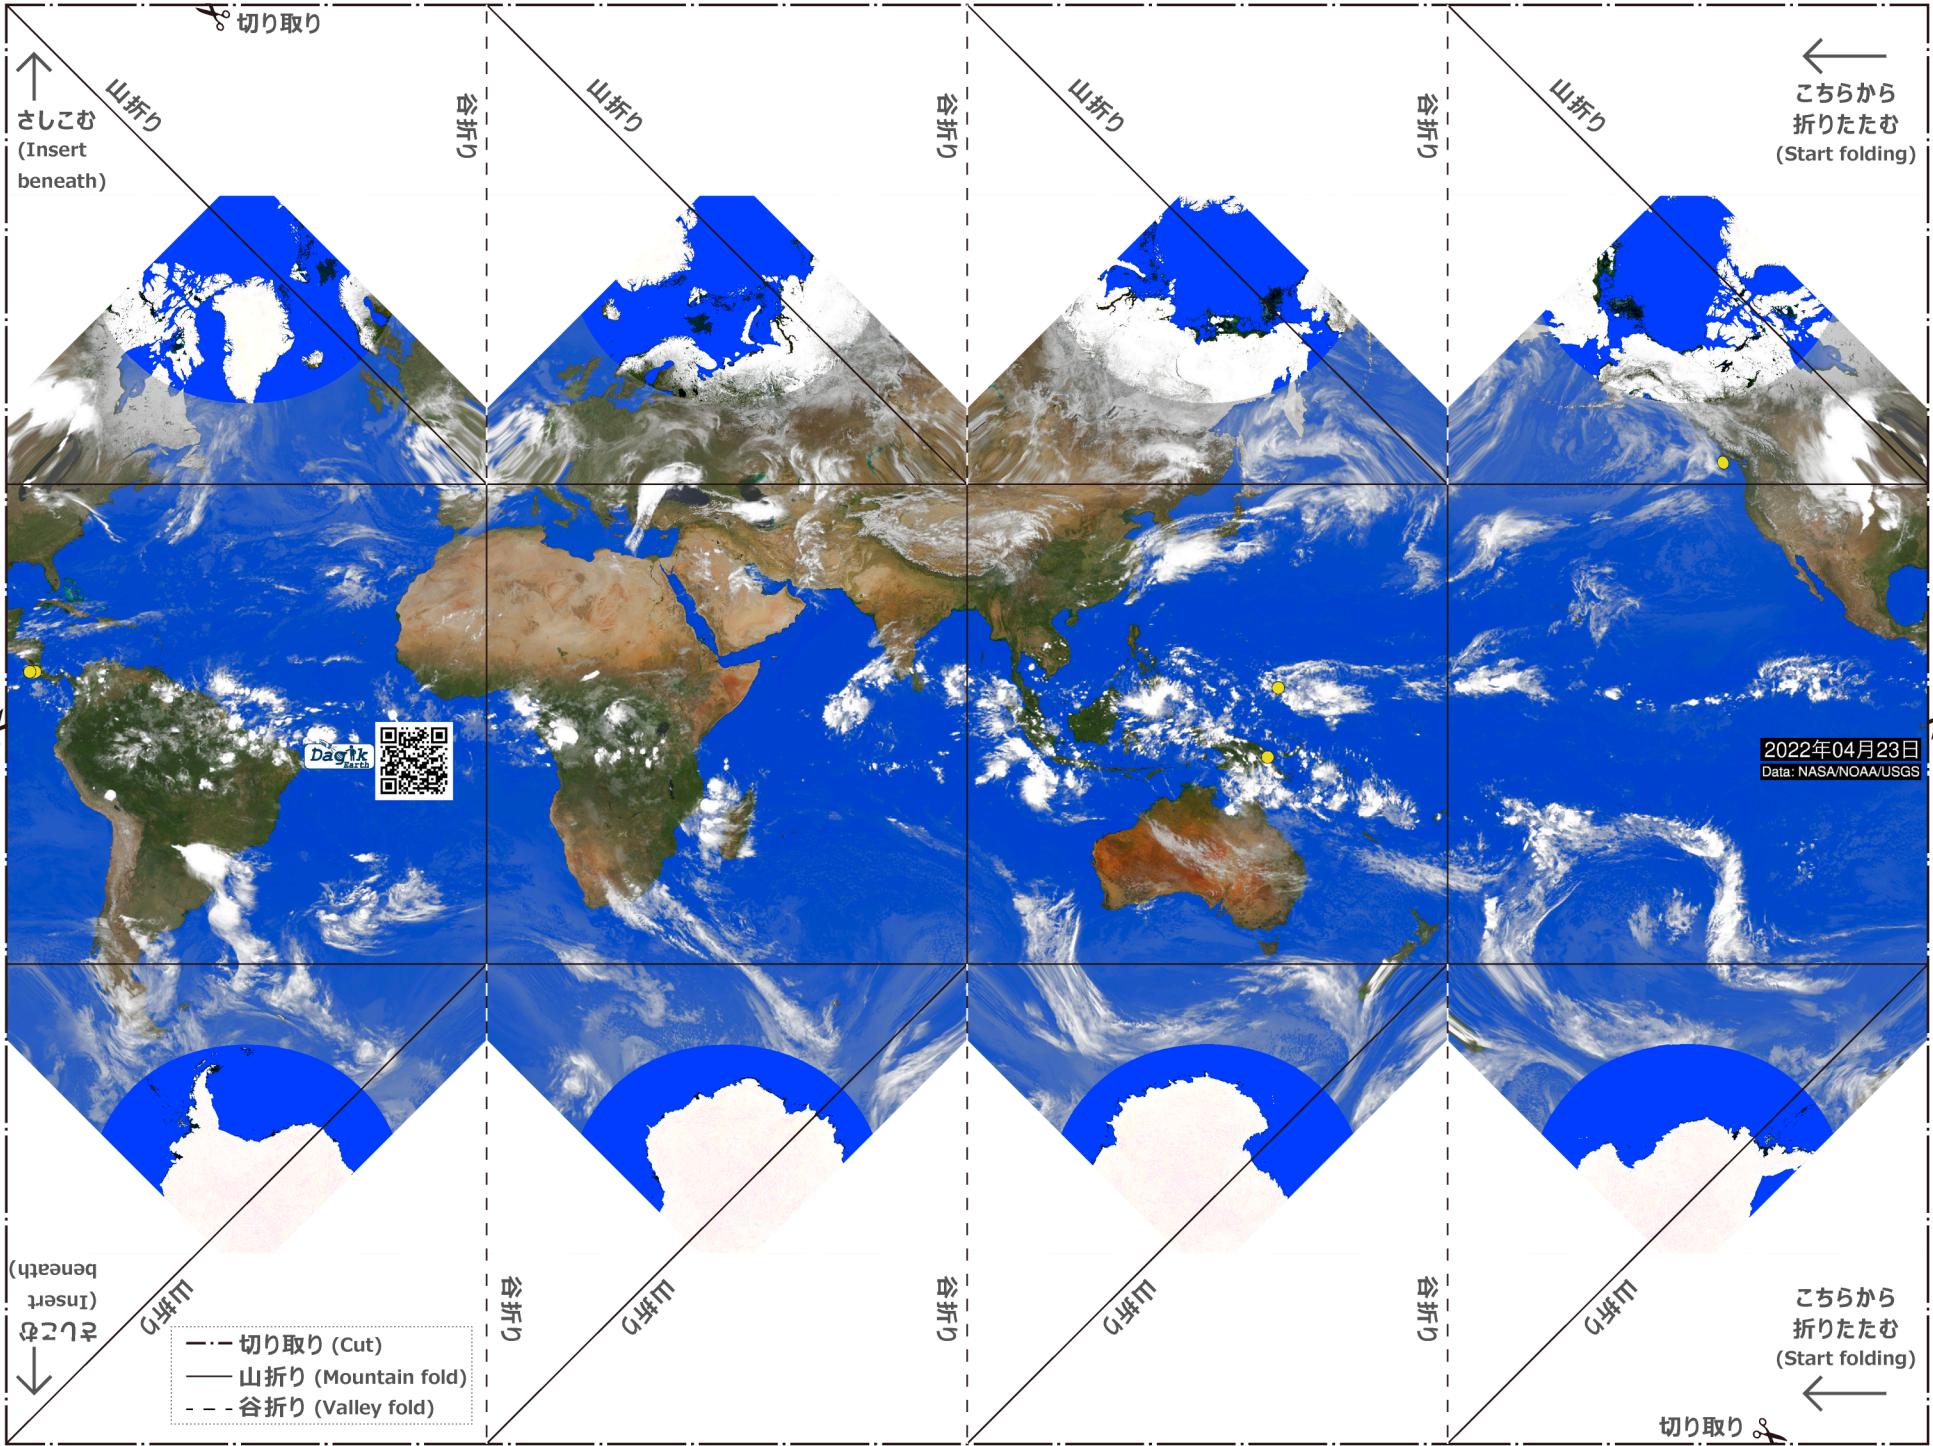 切り取り
山折り
谷折り
山折り
谷折り
山折り
谷折り
山折り
さしこむ
(Insert
beneath)
こちらから
折りたたむ
(Start folding)
Dagik
Earth
2022年04月23日
Data: NASA/NOAA/USGS
さしこむ
(Insert
beneath)
山折り
谷折り
山折り
谷折り
山折り
谷折り
山折り
切り取り (Cut)
山折り (Mountain fold)
谷折り (Valley fold)
こちらから
折りたたむ
(Start folding)
切り取り